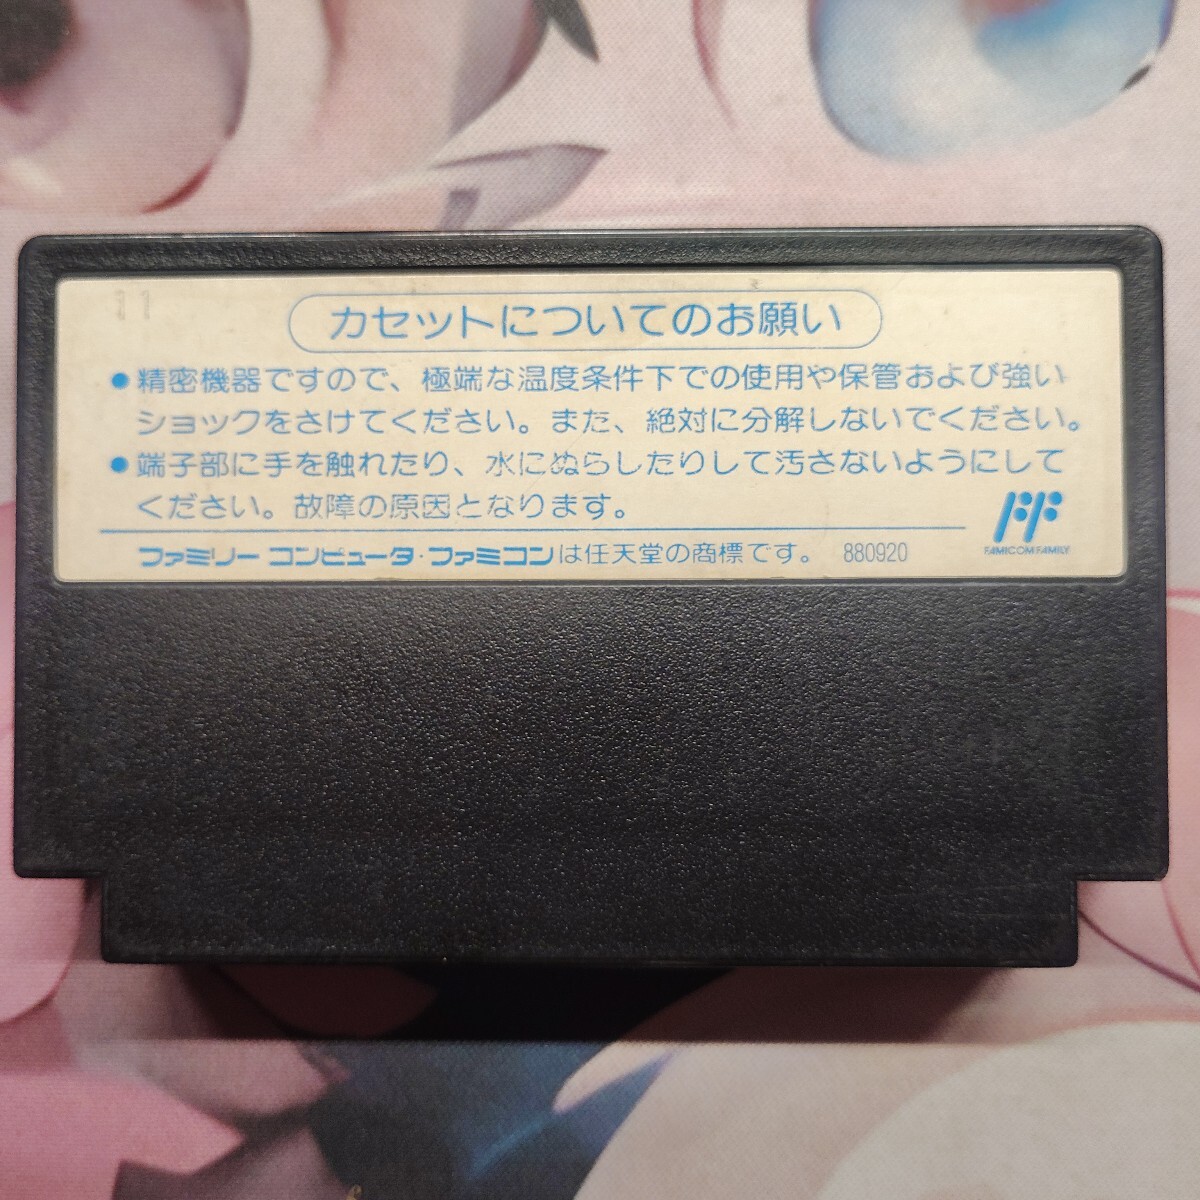 11
カセットについてのお願い
●精密機器ですので、極端な温度条件下での使用や保管および強い
ショックをさけてください。また、絶対に分解しないでください。
●端子部に手を触れたり、水にぬらしたりして汚さないようにして
ください。故障の原因となります。
FAMICOM FAMILY
ファミリーコンピュータ・ファミコンは任天堂の商標です。 880920